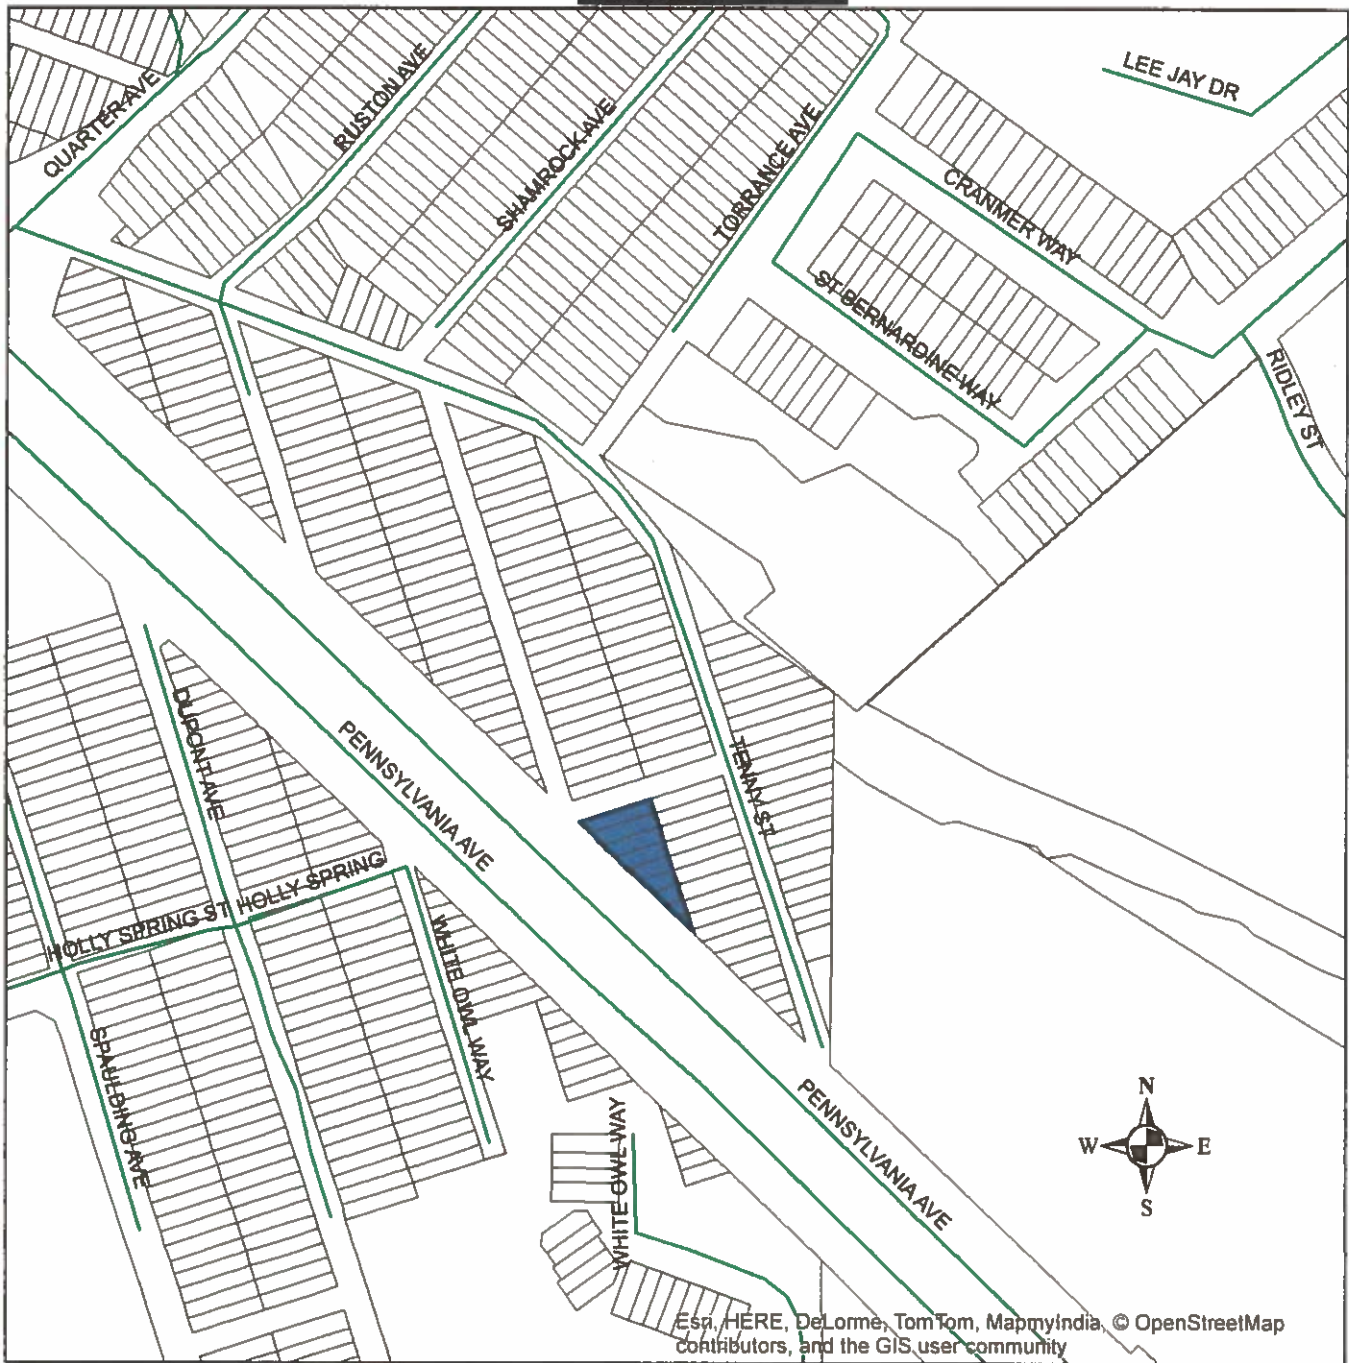 LEE JAY DR
QUARTER AVE
RUSTON AVE
SHAMROCK AVE
TORRANCE AVE
CRANMER WAY
ST BERNARDINE WAY
RIDLEY ST
DUPONT AVE
PENNSYLVANIA AVE
TENNY ST
HOLLY SPRING ST
HOLLY SPRING
WHITE OWL WAY
SPAULDING AVE
WHITE OWL WAY
PENNSYLVANIA AVE
N
W E
S
Esri, HERE, DeLorme, TomTom, MapmyIndia, © OpenStreetMap
contributors, and the GIS user community